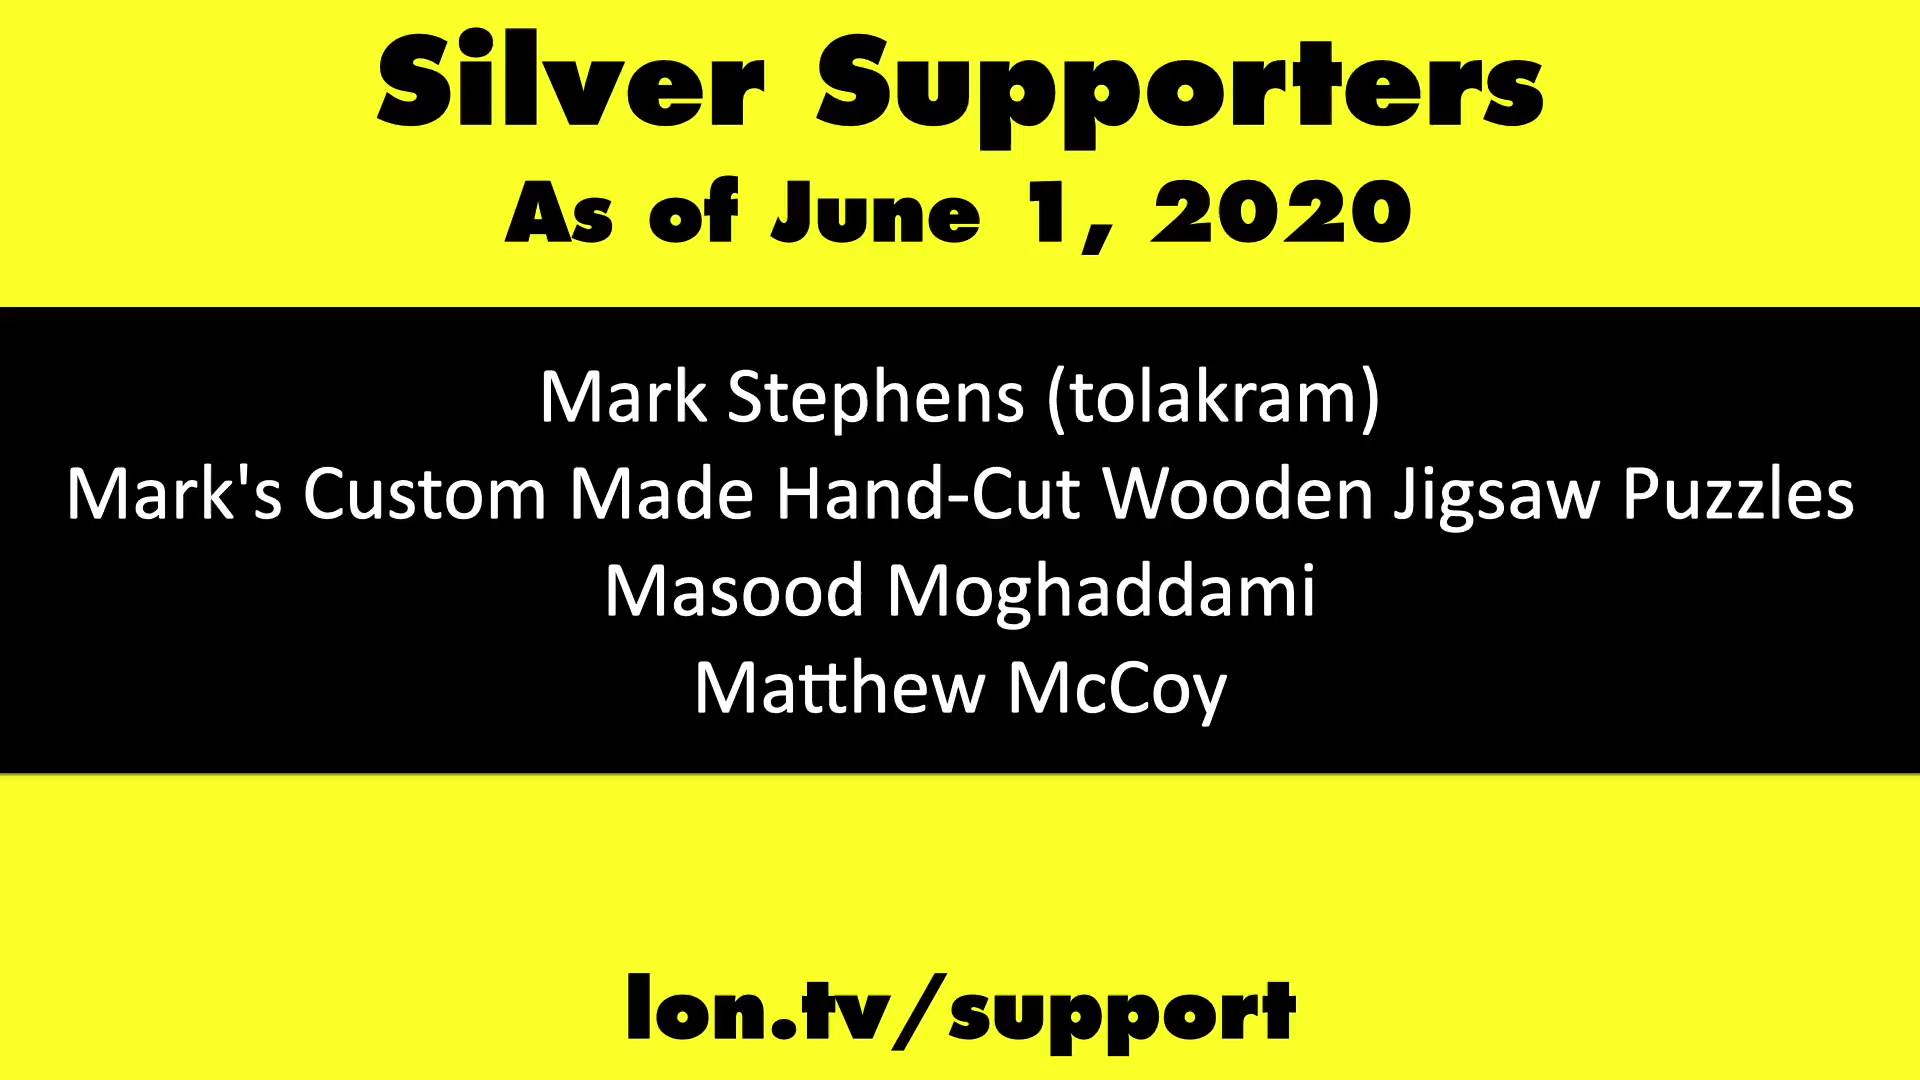 Silver Supporters
As of June 1, 2020
Mark Stephens (tolakram)
Mark's Custom Made Hand-Cut Wooden Jigsaw Puzzles
Masood Moghaddami
Matthew McCoy
lon.tv/support